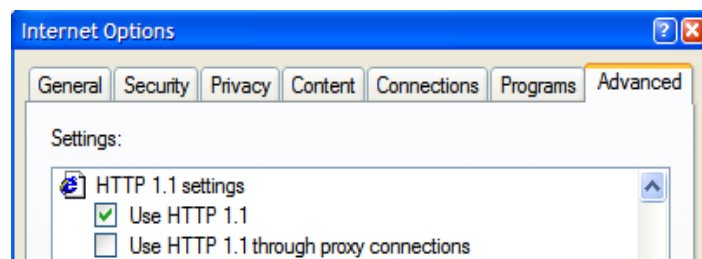 Internet Options
General Security Privacy Content Connections Programs Advanced
Settings:
HTTP 1.1 settings
Use HTTP 1.1
Use HTTP 1.1 through proxy connections